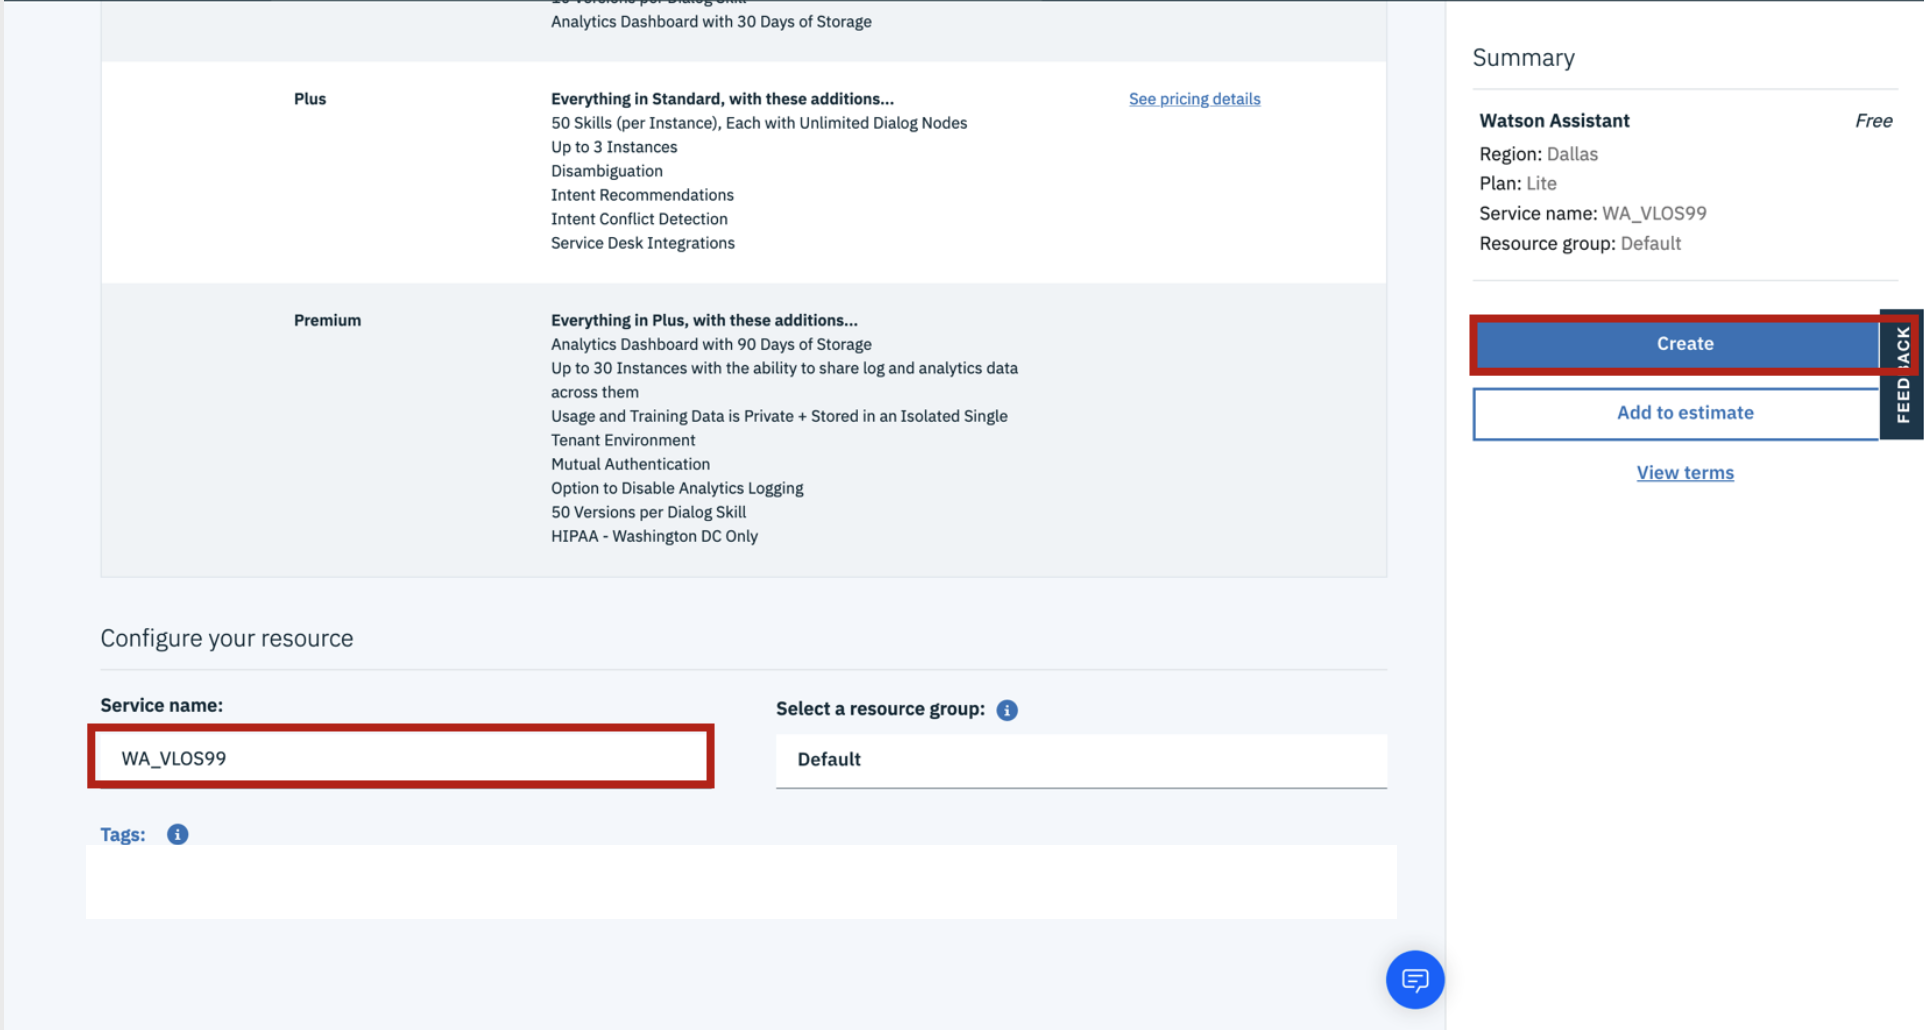 Analytics Dashboard with 30 Days of Storage
Plus
Everything in Standard, with these additions...
See pricing details
50 Skills (per Instance), Each with Unlimited Dialog Nodes
Up to 3 Instances
Disambiguation
Intent Recommendations
Intent Conflict Detection
Service Desk Integrations
Premium
Everything in Plus, with these additions...
Analytics Dashboard with 90 Days of Storage
Up to 30 Instances with the ability to share log and analytics data
across them
Usage and Training Data is Private + Stored in an Isolated Single
Tenant Environment
Mutual Authentication
Option to Disable Analytics Logging
50 Versions per Dialog Skill
HIPAA - Washington DC Only
Configure your resource
Service name:
WA_VLOS99
Select a resource group:
Default
Tags:
Summary
Watson Assistant Free
Region: Dallas
Plan: Lite
Service name: WA_VLOS99
Resource group: Default
Create
Add to estimate
View terms
FEEDBACK